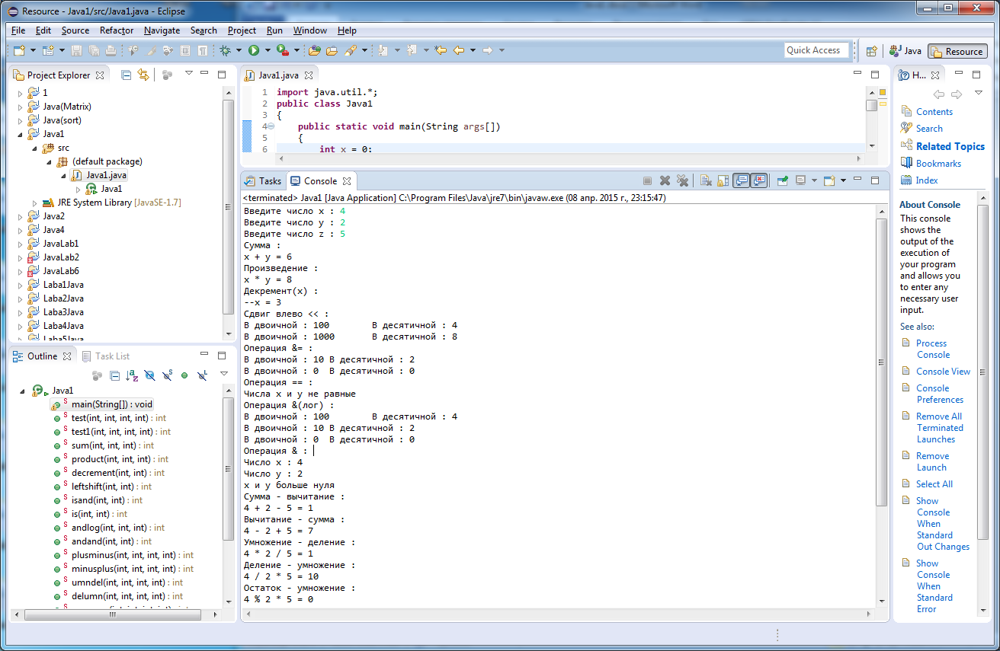 Resource - Java1/src/Java1.java - Eclipse
File Edit Source Refactor Navigate Search Project Run Window Help
Quick Access
Java
Resource
Project Explorer
1
Java(Matrix)
Java(sort)
Java1
src
(default package)
Java1.java
Java1
JRE System Library [JavaSE-1.7]
Java2
Java4
JavaLab1
JavaLab2
JavaLab6
Laba1Java
Laba2Java
Laba3Java
Laba4Java
Laba5Java
Outline
Task List
Java1
main(String[]) : void
test(int, int, int, int) : int
test1(int, int, int, int) : int
sum(int, int, int) : int
product(int, int, int) : int
decrement(int, int) : int
leftshift(int, int) : int
isand(int, int) : int
is(int, int) : int
andlog(int, int, int) : int
andand(int, int) : int
plusminus(int, int, int, int) : int
minusplus(int, int, int, int) : int
umndel(int, int, int, int) : int
delumn(int, int, int, int) : int
Java1.java
1 import java.util.*;
2 public class Java1
3 {
4 public static void main(String args[])
5 {
6 int x = 0;
Tasks
Console
<terminated> Java1 [Java Application] C:\Program Files\Java\jre7\bin\javaw.exe (08 апр. 2015 г., 23:15:47)
Введите число x : 4
Введите число y : 2
Введите число z : 5
Сумма :
x + y = 6
Произведение :
x * y = 8
Декремент(x) :
--x = 3
Сдвиг влево << :
В двоичной : 100 В десятичной : 4
В двоичной : 1000 В десятичной : 8
Операция &= :
В двоичной : 10 В десятичной : 2
В двоичной : 0 В десятичной : 0
Операция == :
Числа x и y не равные
Операция &(лог) :
В двоичной : 100 В десятичной : 4
В двоичной : 10 В десятичной : 2
В двоичной : 0 В десятичной : 0
Операция & :
Число x : 4
Число y : 2
x и y больше нуля
Сумма - вычитание :
4 + 2 - 5 = 1
Вычитание - сумма :
4 - 2 + 5 = 7
Умножение - деление :
4 * 2 / 5 = 1
Деление - умножение :
4 / 2 * 5 = 10
Остаток - умножение :
4 % 2 * 5 = 0
H...
Contents
Search
Related Topics
Bookmarks
Index
About Console
This console
shows the
output of the
execution of
your program
and allows you
to enter any
necessary user
input.
See also:
Process
Console
Console View
Console
Preferences
Remove All
Terminated
Launches
Remove
Launch
Select All
Show
Console
When
Standard
Out Changes
Show
Console
When
Standard
Error